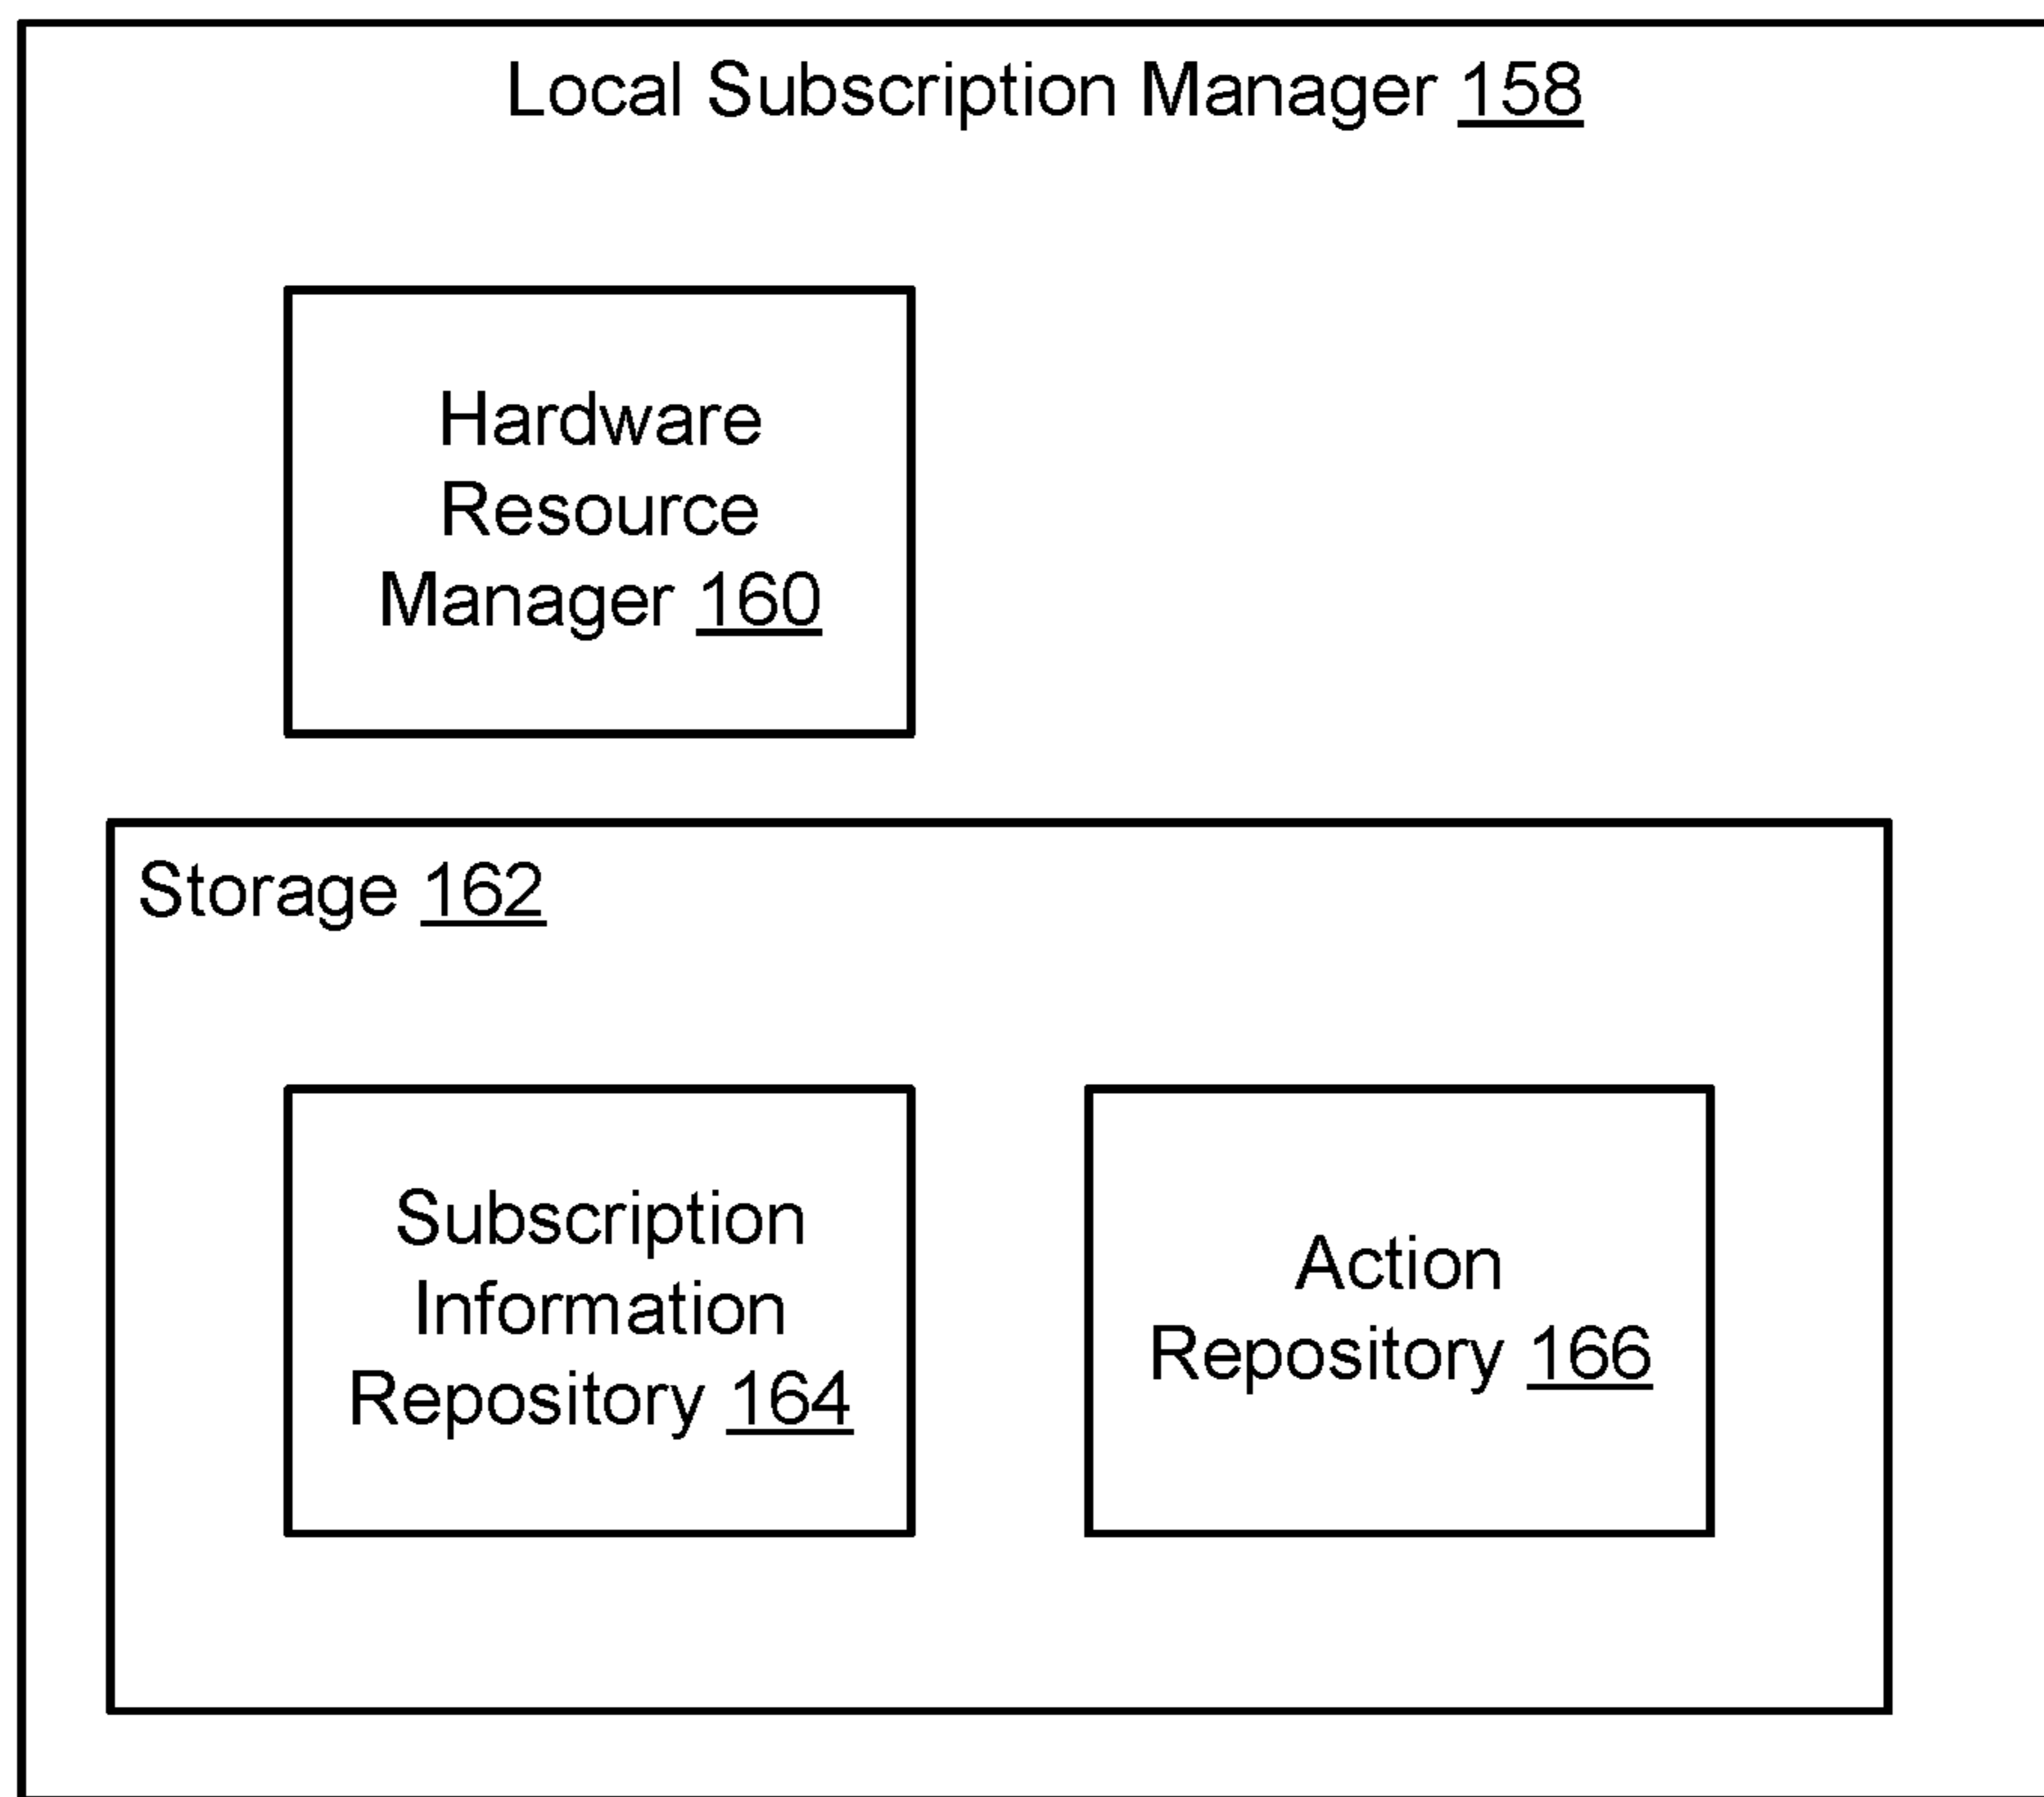 Local Subscription Manager 158
Hardware
Resource
Manager 160
Storage 162
Subscription
Information
Repository 164
Action
Repository 166